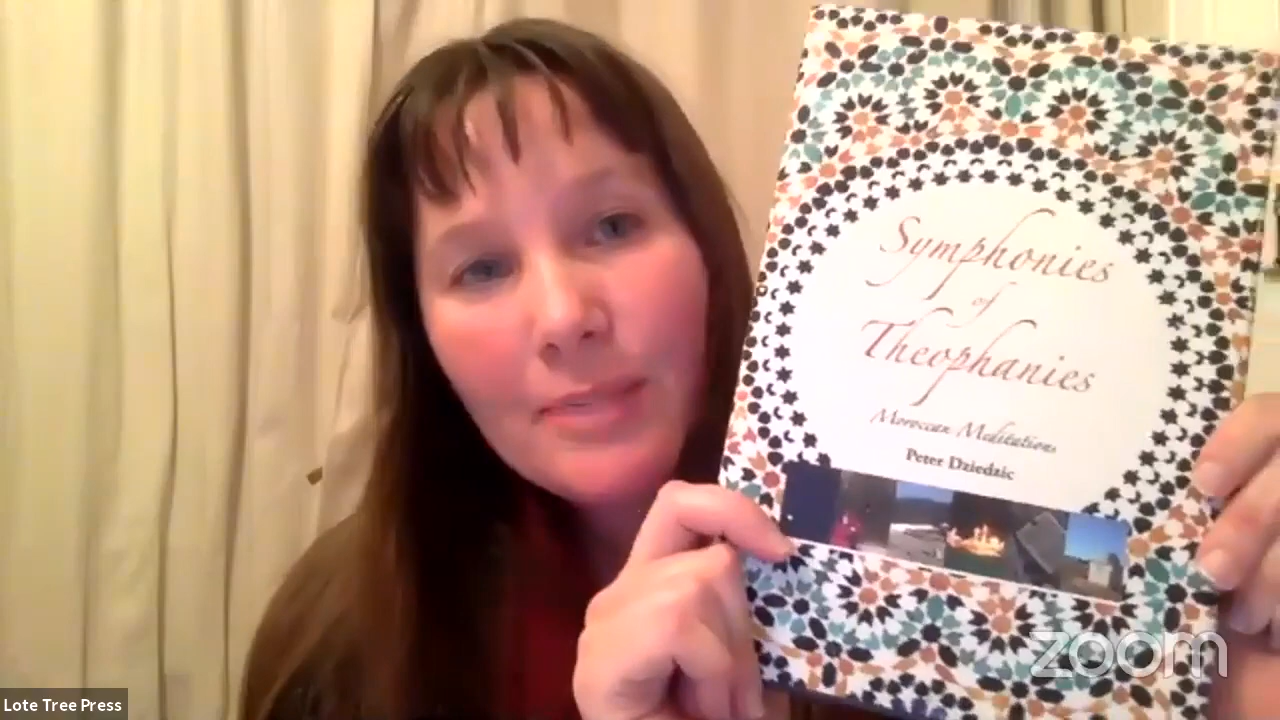 Symphonies
of
Theophanies
Moroccan Meditations
Peter Dziedzic
zoom
Lote Tree Press